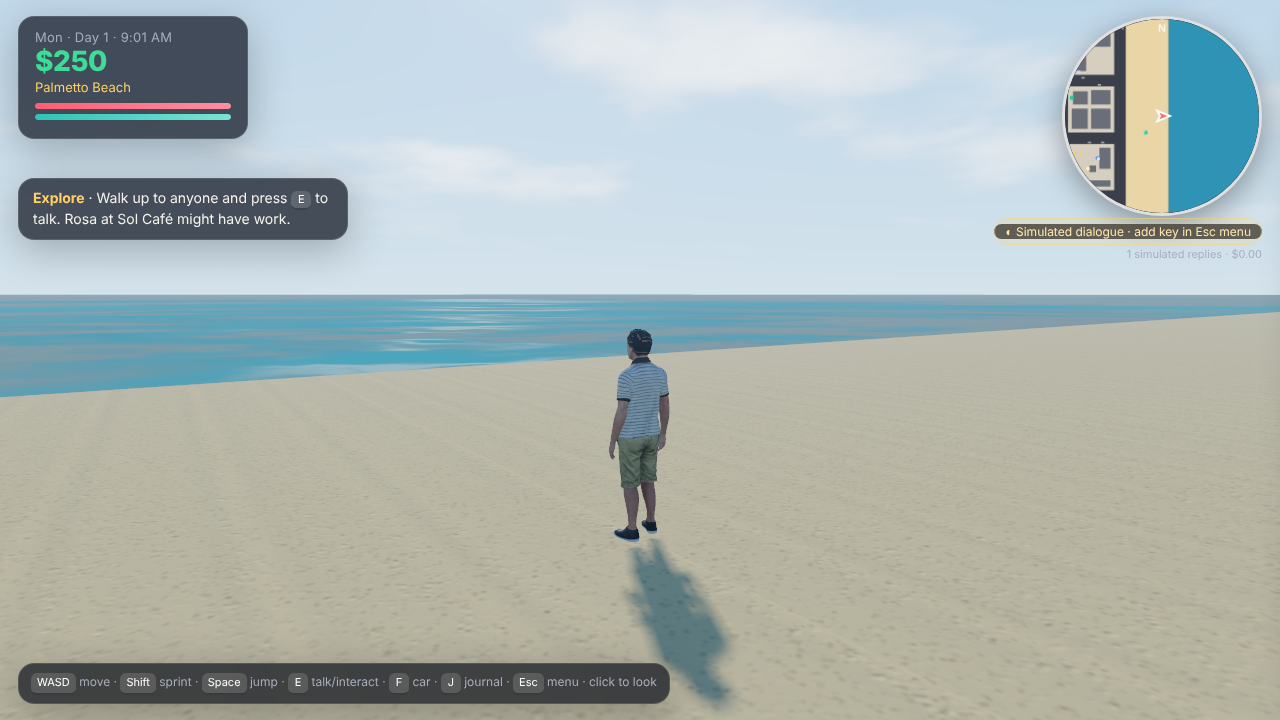 Mon · Day 1 · 9:01 AM
$250
Palmetto Beach
N
Explore · Walk up to anyone and press E to
talk. Rosa at Sol Café might have work.
Simulated dialogue · add key in Esc menu
1 simulated replies · $0.00
WASD move · Shift sprint · Space jump · E talk/interact · F car · J journal · Esc menu · click to look